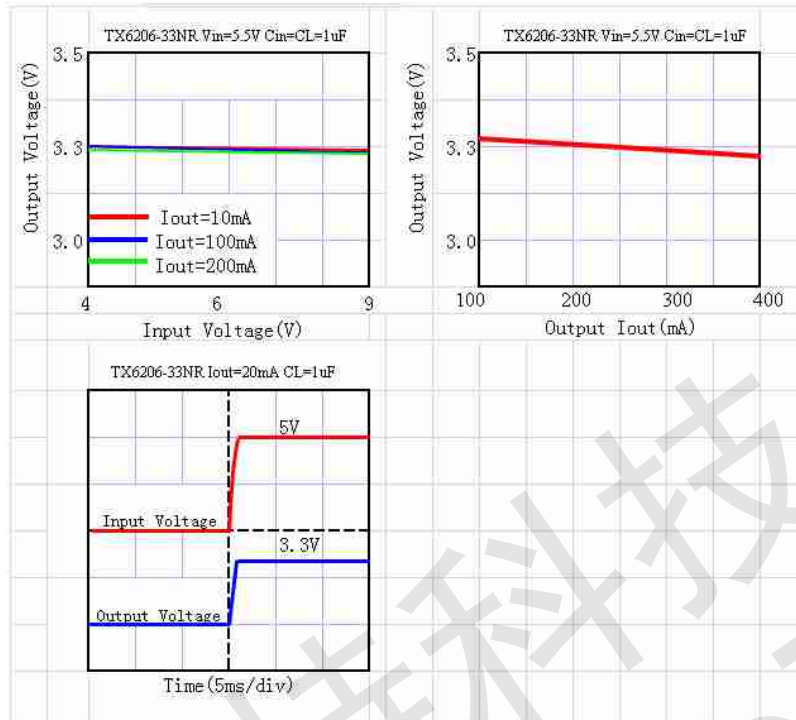 TX6206-33NR Vin=5.5V Cin=CL=1uF
3.5
3.3
3.0
Output Voltage(V)
Iout=10mA
Iout=100mA
Iout=200mA
4 6 9
Input Voltage(V)
TX6206-33NR Vin=5.5V Cin=CL=1uF
3.5
3.3
3.0
Output Voltage(V)
100 200 300 400
Output Iout(mA)
TX6206-33NR Iout=20mA CL=1uF
5V
Input Voltage
3.3V
Output Voltage
Time(5ms/div)
特科技